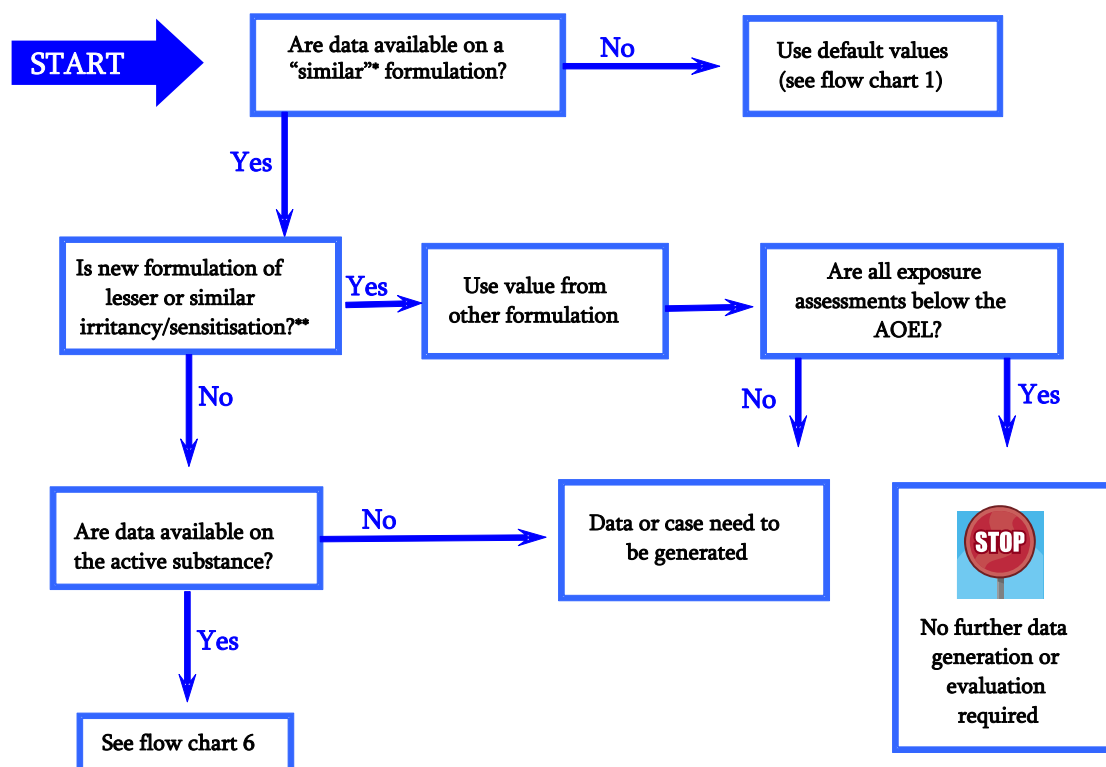 START
Are data available on a
“similar”* formulation?
No
Use default values
(see flow chart 1)
Yes
Is new formulation of
lesser or similar
irritancy/sensitisation?**
Yes
Use value from
other formulation
Are all exposure
assessments below the
AOEL?
No
No
Yes
Are data available on
the active substance?
No
Data or case need to
be generated
STOP
No further data
generation or
evaluation
required
Yes
See flow chart 6